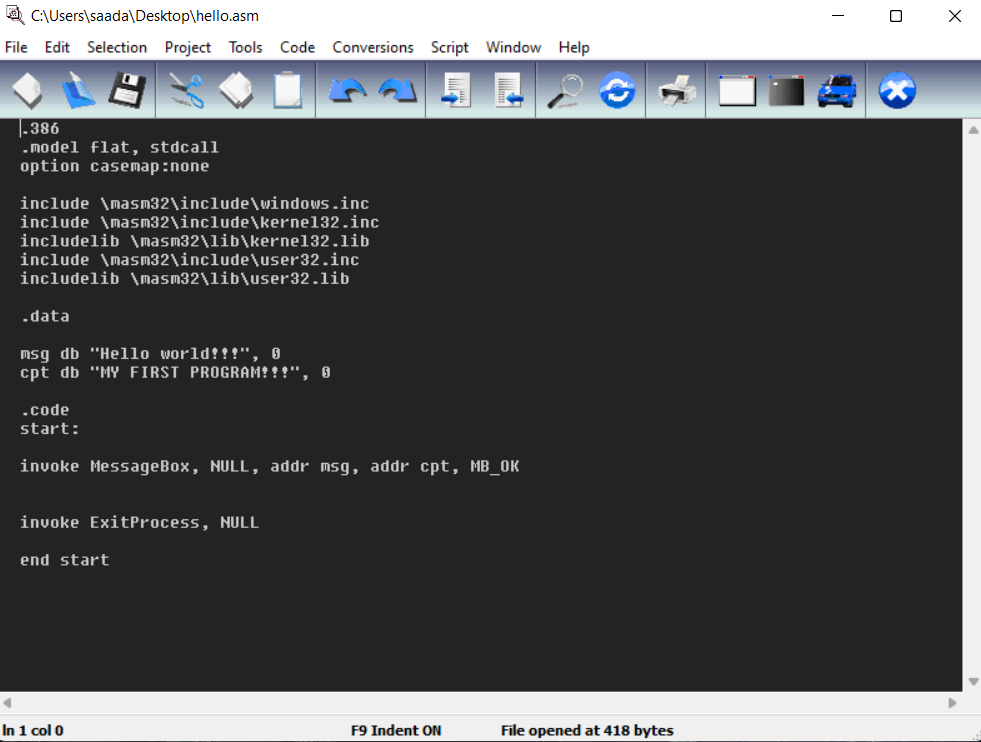 C:\Users\saada\Desktop\hello.asm
File Edit Selection Project Tools Code Conversions Script Window Help
.386
.model flat, stdcall
option casemap:none
include \masm32\include\windows.inc
include \masm32\include\kernel32.inc
includelib \masm32\lib\kernel32.lib
include \masm32\include\user32.inc
includelib \masm32\lib\user32.lib
.data
msg db "Hello world!!!", 0
cpt db "MY FIRST PROGRAM!!!", 0
.code
start:
invoke MessageBox, NULL, addr msg, addr cpt, MB_OK
invoke ExitProcess, NULL
end start
ln 1 col 0 F9 Indent ON File opened at 418 bytes